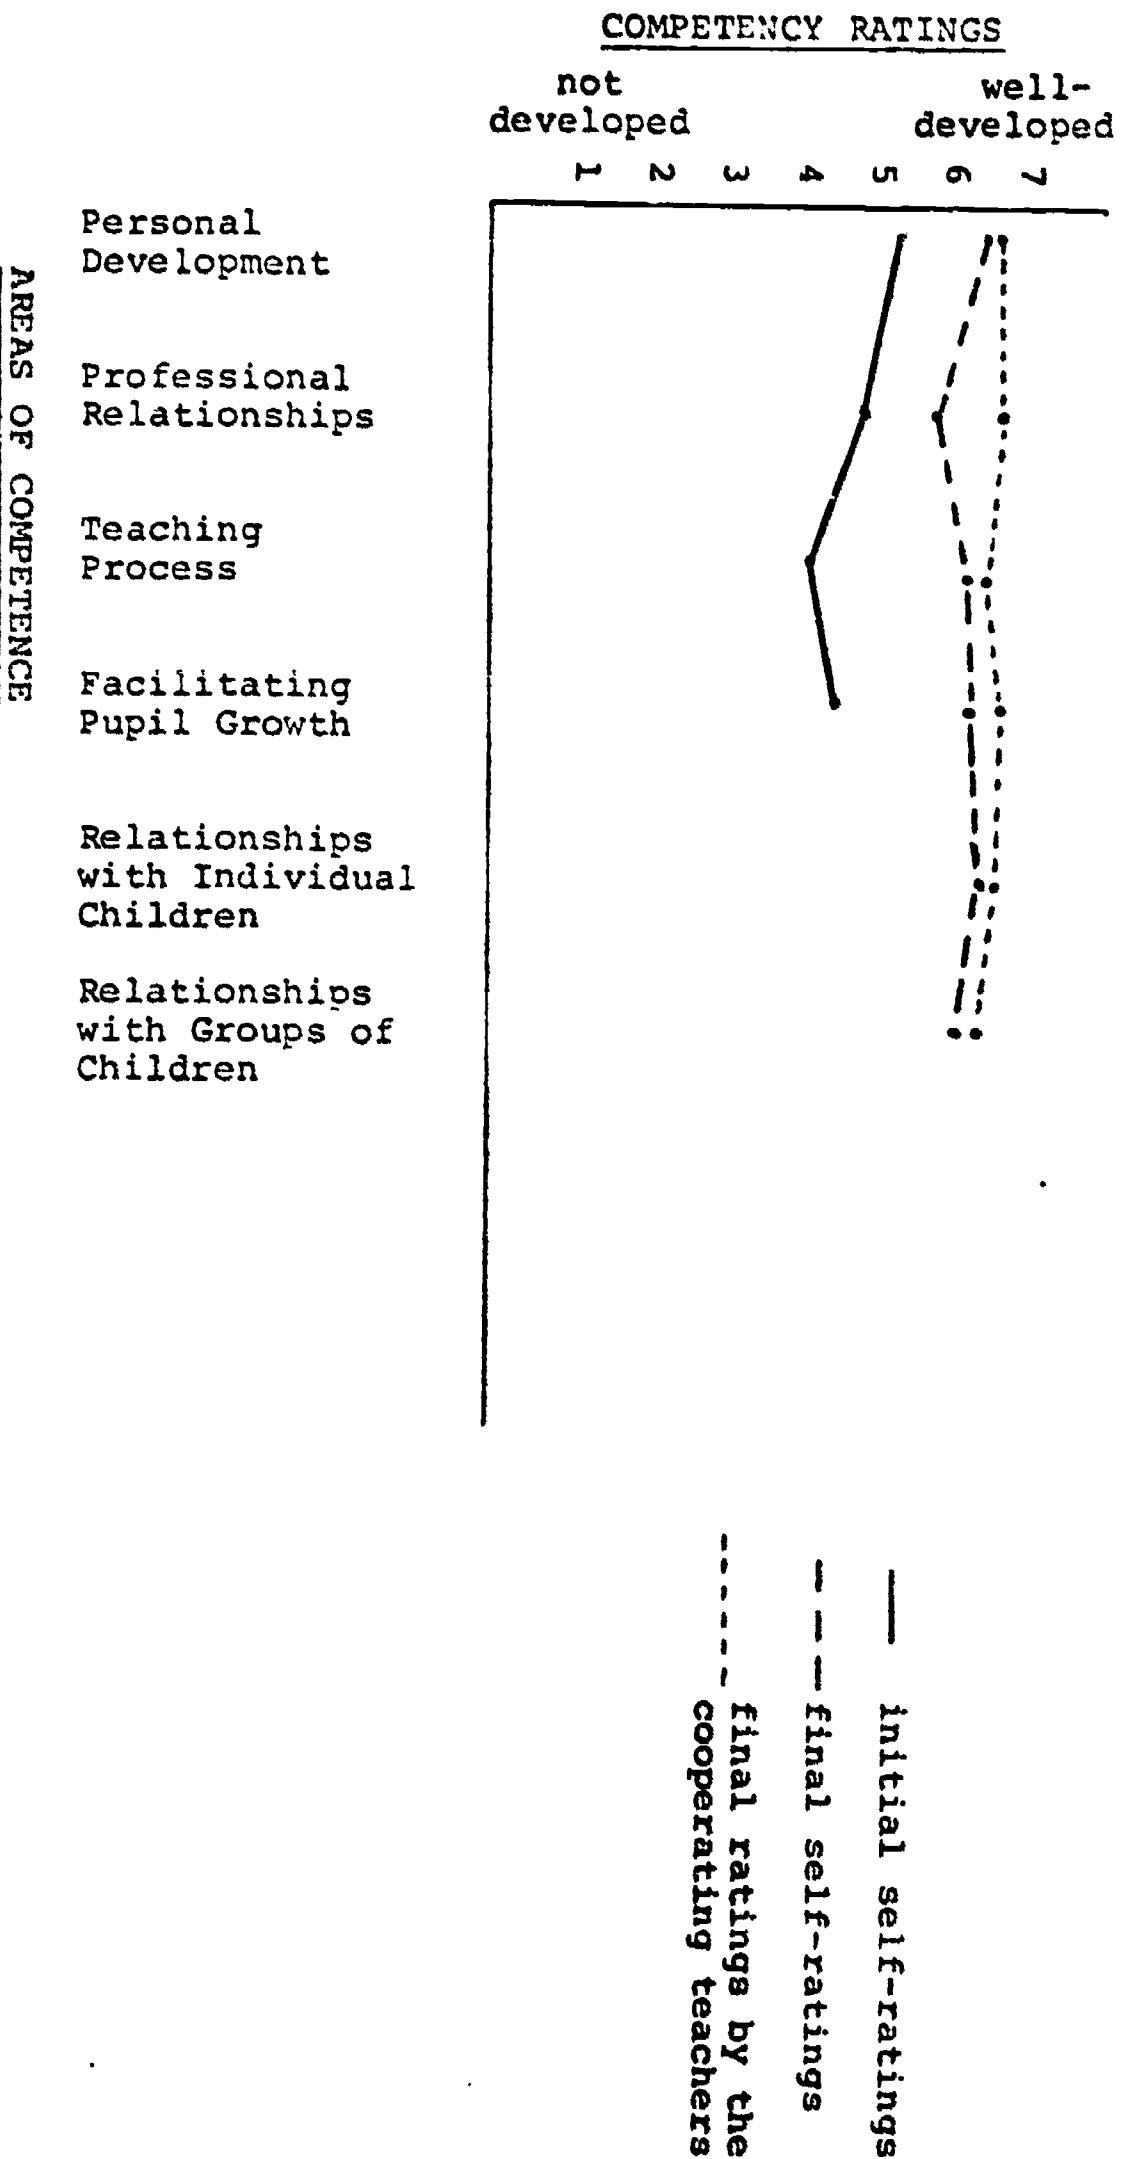 COMPETENCY RATINGS
not
developed
well-
developed
1 2 3 4 5 6 7
AREAS OF COMPETENCE
Personal
Development
Professional
Relationships
Teaching
Process
Facilitating
Pupil Growth
Relationships
with Individual
Children
Relationships
with Groups of
Children
initial self-ratings
final self-ratings
final ratings by the
cooperating teachers